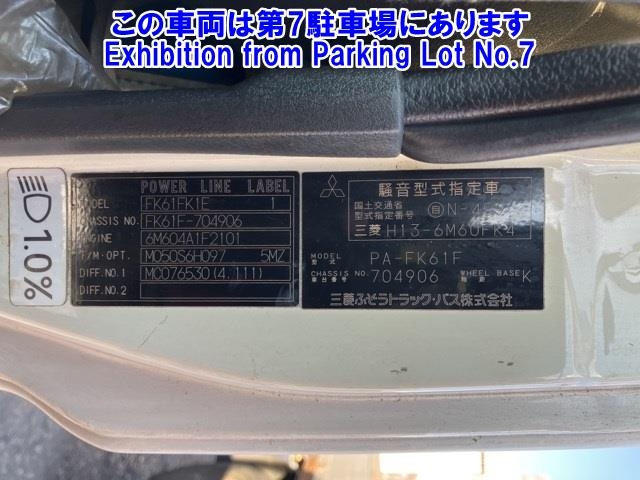 この車両は第7駐車場にあります
Exhibition from Parking Lot No.7
1.0%
POWER LINE LABEL
MODEL FK61FK1E 1
CHASSIS NO. FK61F-704906
ENGINE 6M604A1F2101
T/M·OPT. M050S6H097 5MZ
DIFF.NO.1 MC076530(4.111)
DIFF.NO.2
騒音型式指定車
国土交通省
型式指定番号 自N-4
三菱 H13-6M60FK4
MODEL 型式 PA-FK61F
CHASSIS NO. 車台番号 704906 WHEEL BASE 軸距 K
三菱ふそうトラック・バス株式会社